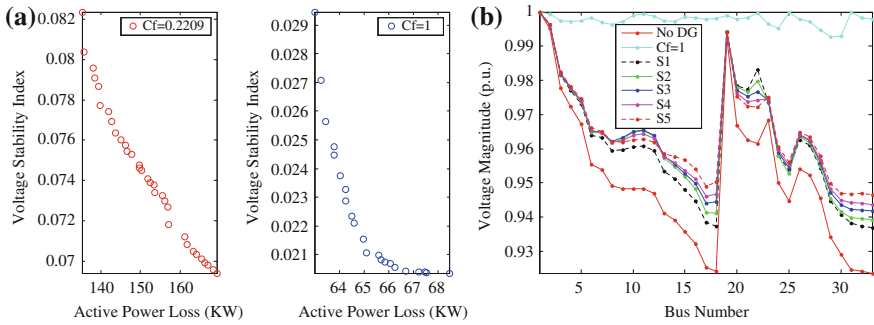 (a)
Cf=0.2209
Voltage Stability Index
0.082
0.08
0.078
0.076
0.074
0.072
0.07
140 150 160
Active Power Loss (KW)
Cf=1
Voltage Stability Index
0.029
0.028
0.027
0.026
0.025
0.024
0.023
0.022
0.021
64 65 66 67 68
Active Power Loss (KW)
(b)
No DG
Cf=1
S1
S2
S3
S4
S5
Voltage Magnitude (p.u.)
1
0.99
0.98
0.97
0.96
0.95
0.94
0.93
5 10 15 20 25 30
Bus Number